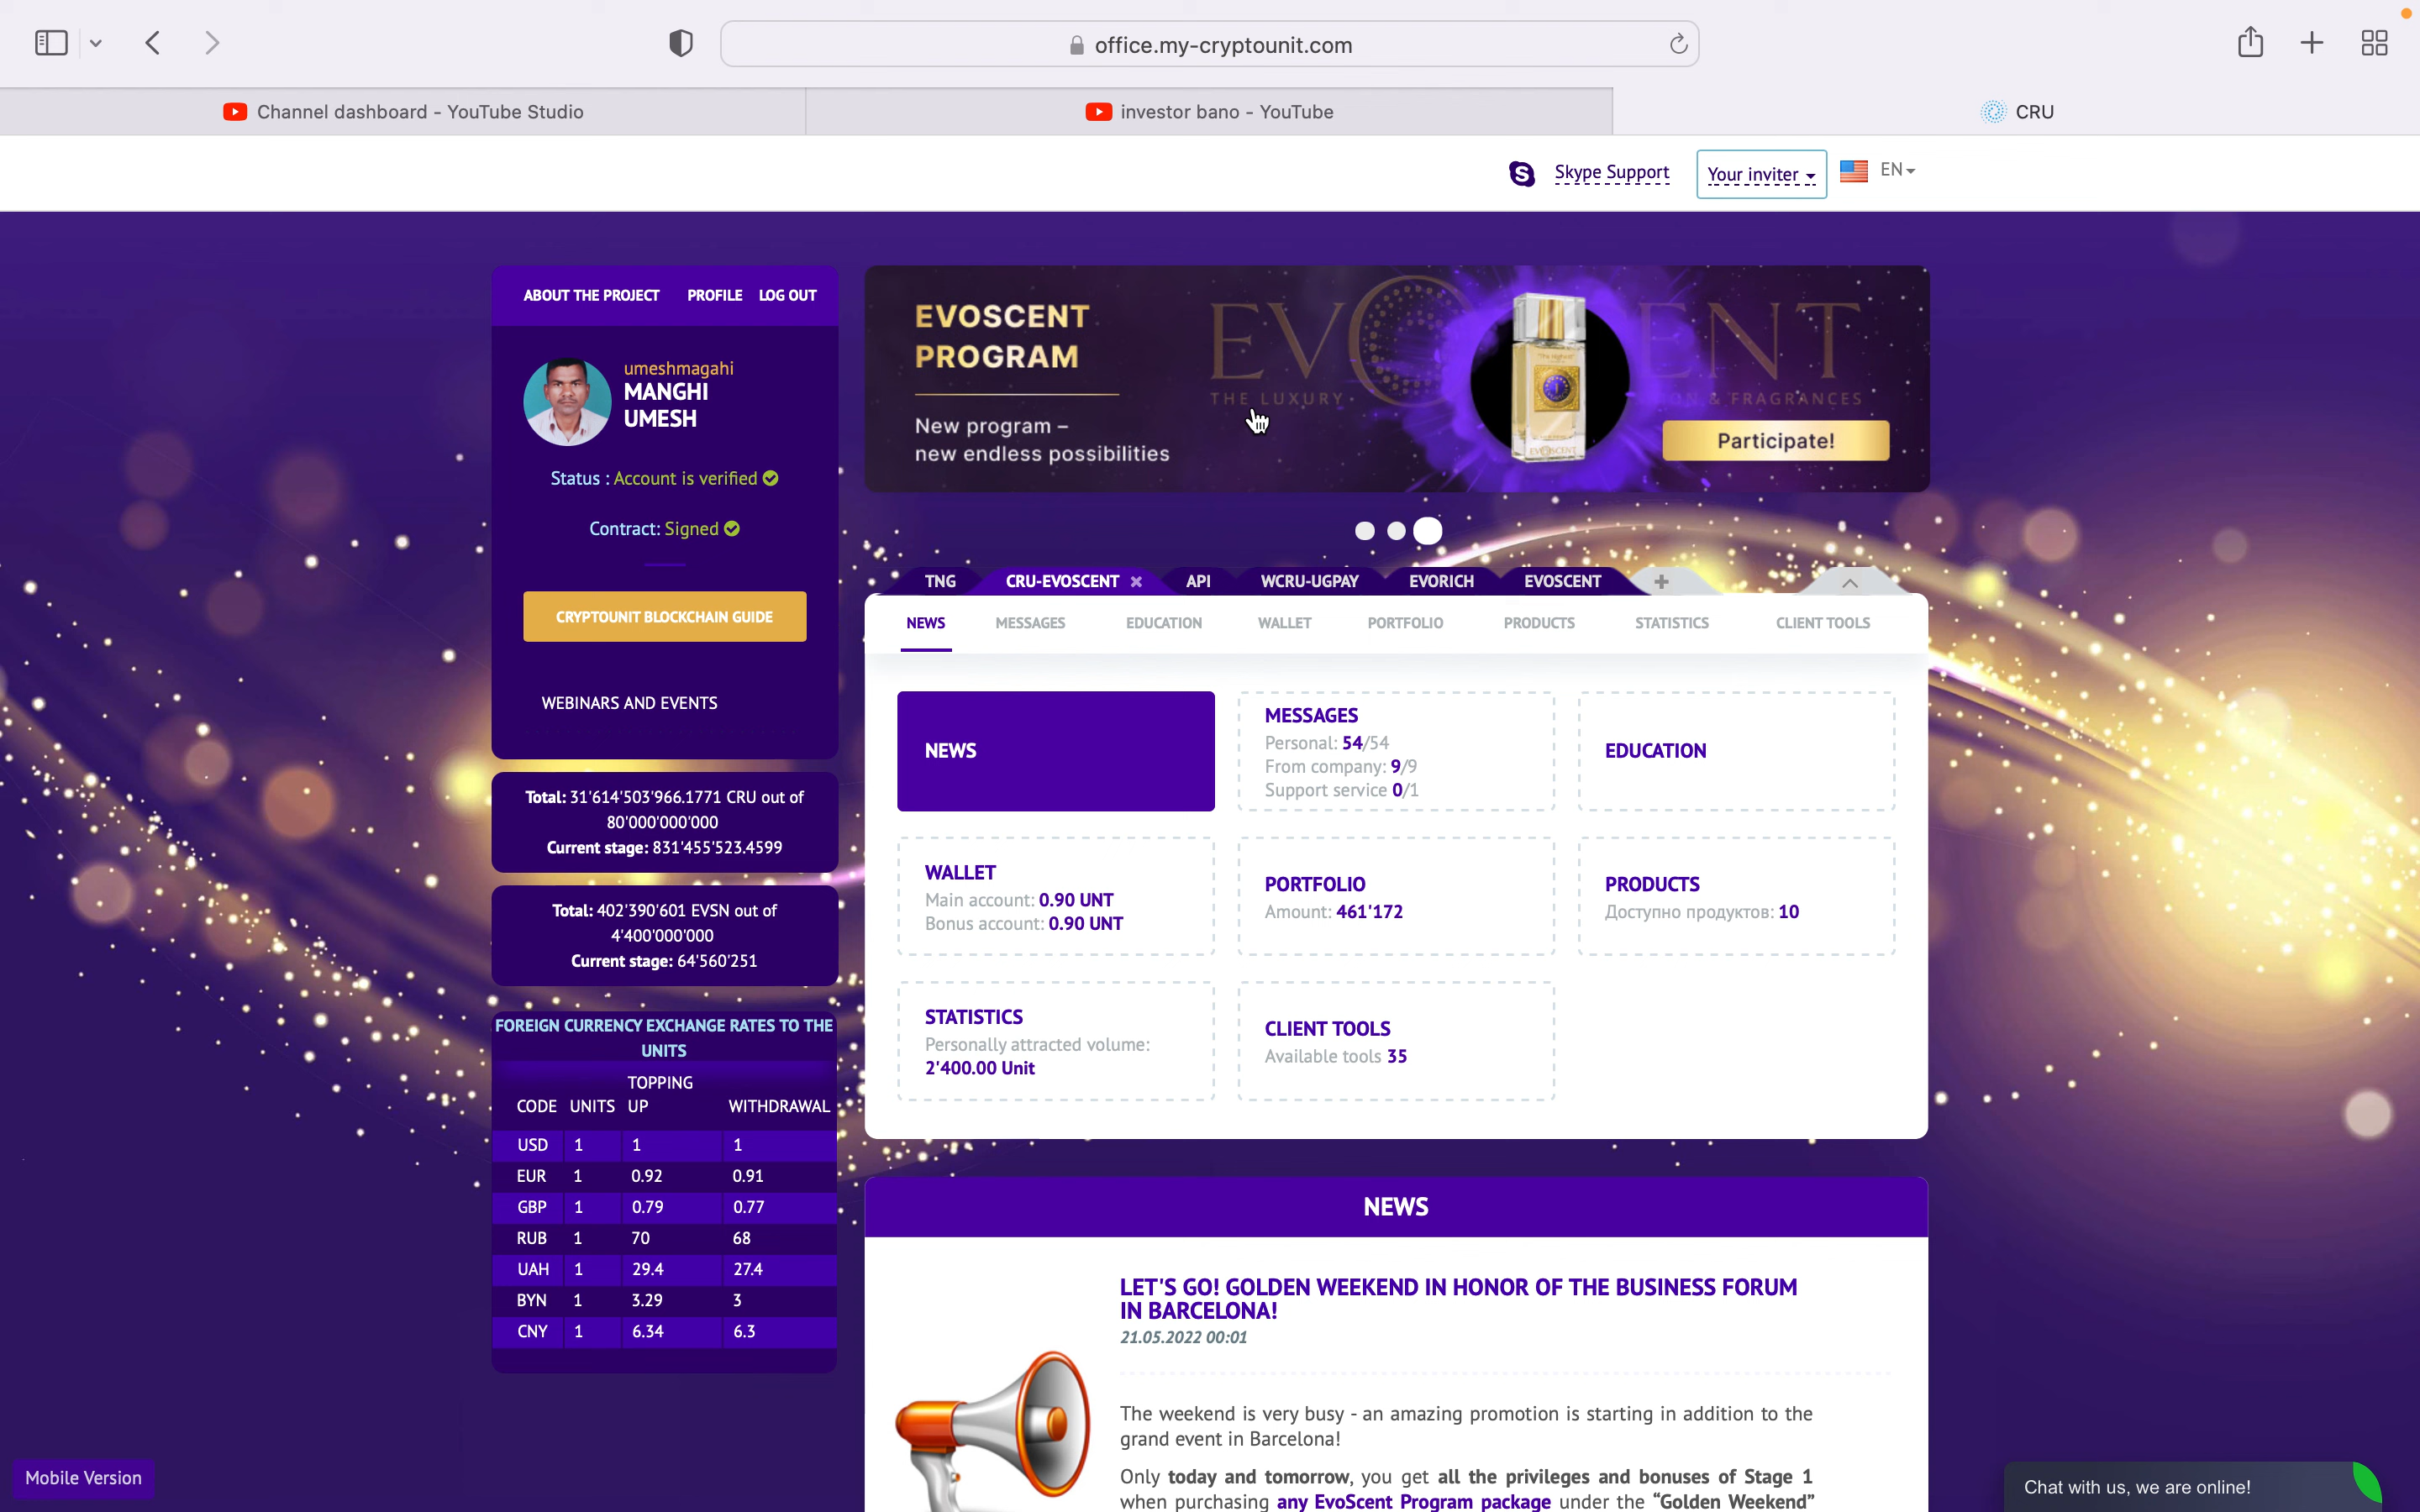 office.my-cryptounit.com
Channel dashboard - YouTube Studio
investor bano - YouTube
CRU
Skype Support
Your inviter
EN
ABOUT THE PROJECT PROFILE LOG OUT
umeshmagahi
MANGHI
UMESH
Status : Account is verified
Contract: Signed
CRYPTOUNIT BLOCKCHAIN GUIDE
WEBINARS AND EVENTS
Total: 31'614'503'966.1771 CRU out of
80'000'000'000
Current stage: 831'455'523.4599
Total: 402'390'601 EVSN out of
4'400'000'000
Current stage: 64'560'251
FOREIGN CURRENCY EXCHANGE RATES TO THE
UNITS
CODE UNITS TOPPING UP WITHDRAWAL
USD 1 1 1
EUR 1 0.92 0.91
GBP 1 0.79 0.77
RUB 1 70 68
UAH 1 29.4 27.4
BYN 1 3.29 3
CNY 1 6.34 6.3
EVOSCENT
PROGRAM
New program –
new endless possibilities
THE LUXURY
& FRAGRANCES
EVOSCENT
Participate!
TNG CRU-EVOSCENT API WCRU-UGPAY EVORICH EVOSCENT
NEWS MESSAGES EDUCATION WALLET PORTFOLIO PRODUCTS STATISTICS CLIENT TOOLS
NEWS
MESSAGES
Personal: 54/54
From company: 9/9
Support service 0/1
EDUCATION
WALLET
Main account: 0.90 UNT
Bonus account: 0.90 UNT
PORTFOLIO
Amount: 461'172
PRODUCTS
Доступно продуктов: 10
STATISTICS
Personally attracted volume:
2'400.00 Unit
CLIENT TOOLS
Available tools 35
NEWS
LET'S GO! GOLDEN WEEKEND IN HONOR OF THE BUSINESS FORUM
IN BARCELONA!
21.05.2022 00:01
The weekend is very busy - an amazing promotion is starting in addition to the
grand event in Barcelona!
Only today and tomorrow, you get all the privileges and bonuses of Stage 1
when purchasing any EvoScent Program package under the “Golden Weekend”
Mobile Version
Chat with us, we are online!